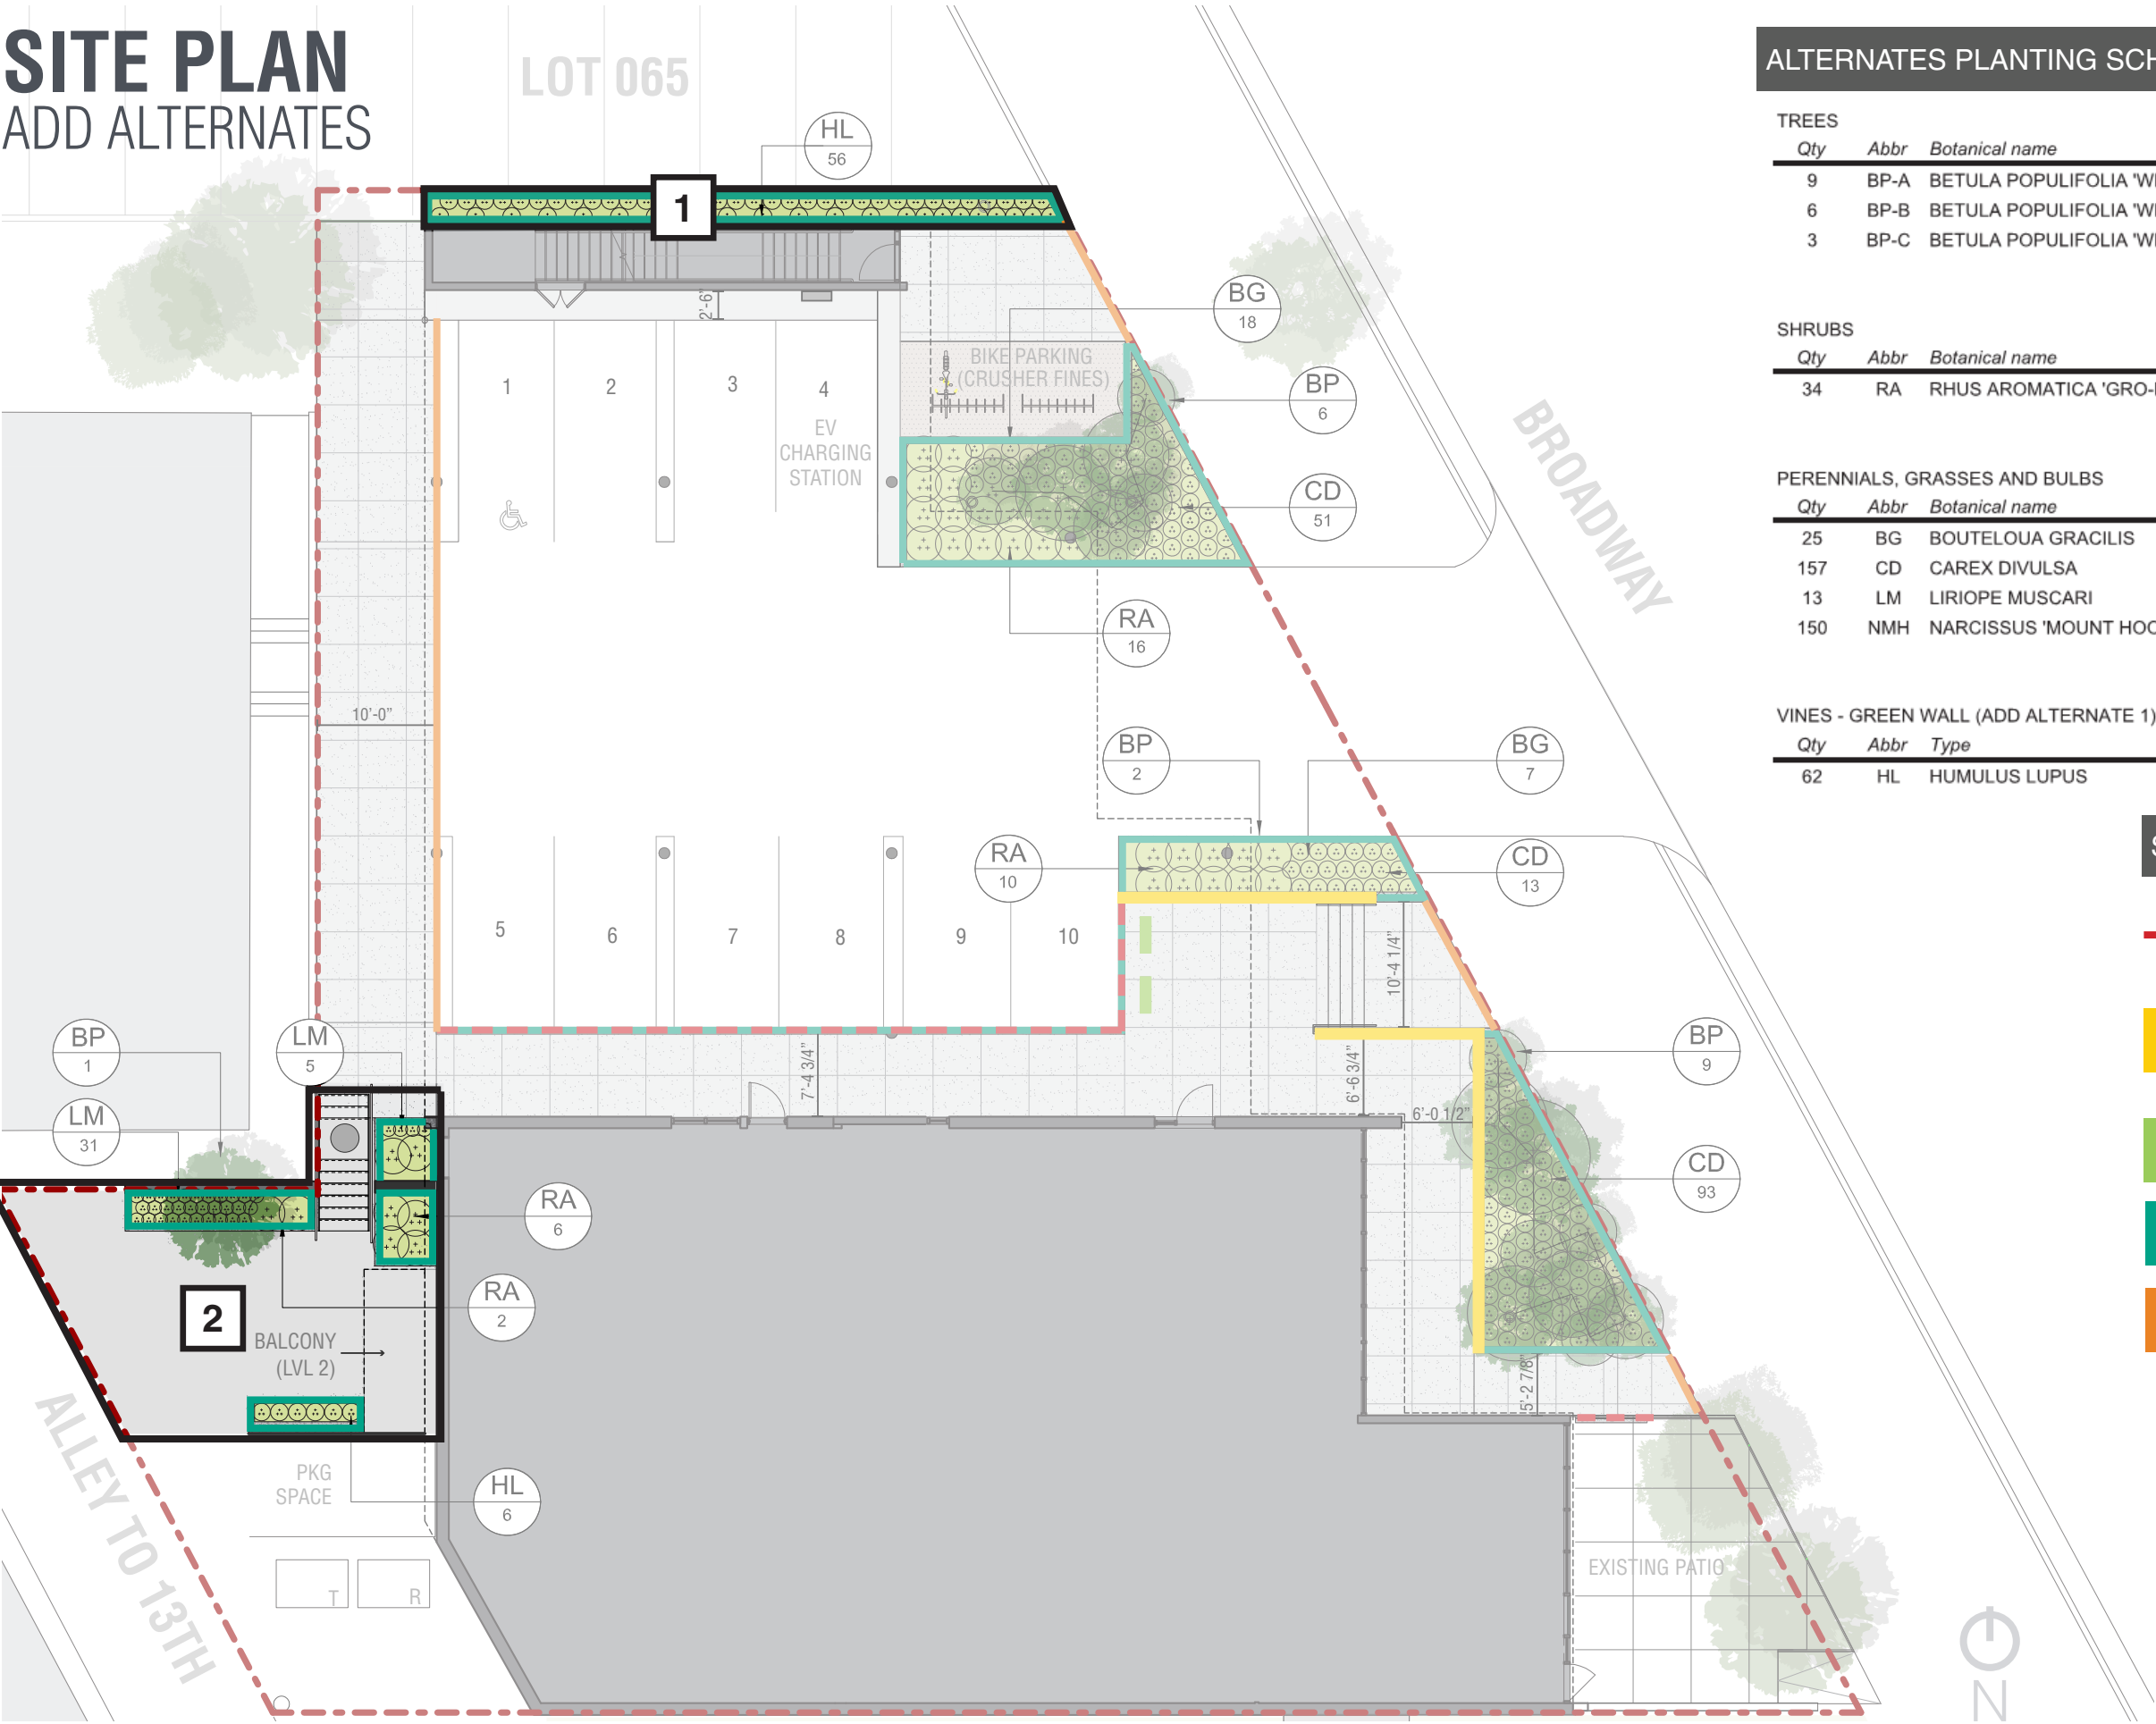 SITE PLAN
ADD ALTERNATES
LOT 065
HL
56
1
2'-6"
BG
18
BIKE PARKING
(CRUSHER FINES)
BP
6
1
2
3
4
EV
CHARGING
STATION
CD
51
RA
16
BROADWAY
10'-0"
BP
2
BG
7
RA
10
CD
13
5
6
7
8
9
10
10'-4 1/4"
BP
1
LM
5
7'-4 3/4"
6'-6 3/4"
BP
9
LM
31
6'-0 1/2"
CD
93
RA
6
RA
2
2
BALCONY
(LVL 2)
5'-2 7/8"
ALLEY TO 13TH
PKG
SPACE
HL
6
T
R
EXISTING PATIO
N
ALTERNATES PLANTING SCH
TREES
Qty Abbr Botanical name
9 BP-A BETULA POPULIFOLIA 'W
6 BP-B BETULA POPULIFOLIA 'W
3 BP-C BETULA POPULIFOLIA 'W
SHRUBS
Qty Abbr Botanical name
34 RA RHUS AROMATICA 'GRO-
PERENNIALS, GRASSES AND BULBS
Qty Abbr Botanical name
25 BG BOUTELOUA GRACILIS
157 CD CAREX DIVULSA
13 LM LIRIOPE MUSCARI
150 NMH NARCISSUS 'MOUNT HOO
VINES - GREEN WALL (ADD ALTERNATE 1)
Qty Abbr Type
62 HL HUMULUS LUPUS